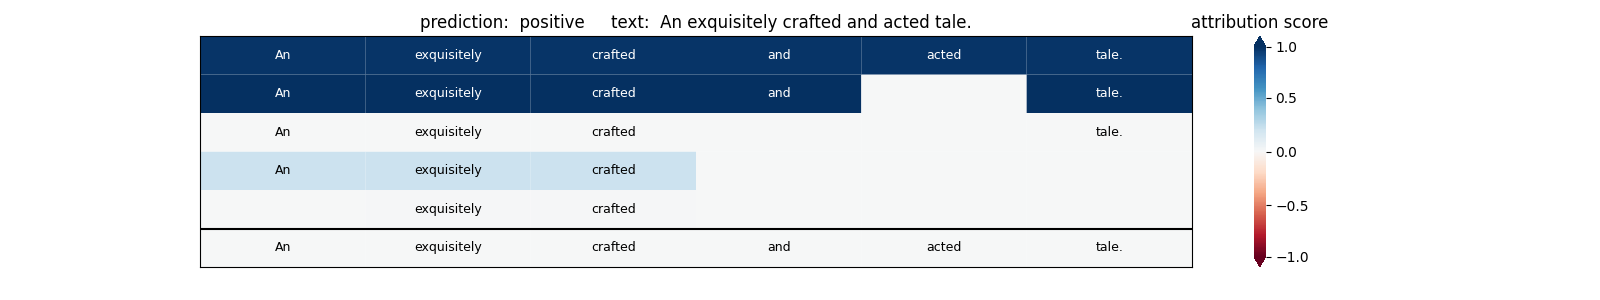 prediction:  positive     text:  An exquisitely crafted and acted tale.
attribution score
An exquisitely crafted and acted tale.
An exquisitely crafted and tale.
An exquisitely crafted tale.
An exquisitely crafted
exquisitely crafted
An exquisitely crafted and acted tale.
1.0
0.5
0.0
−0.5
−1.0